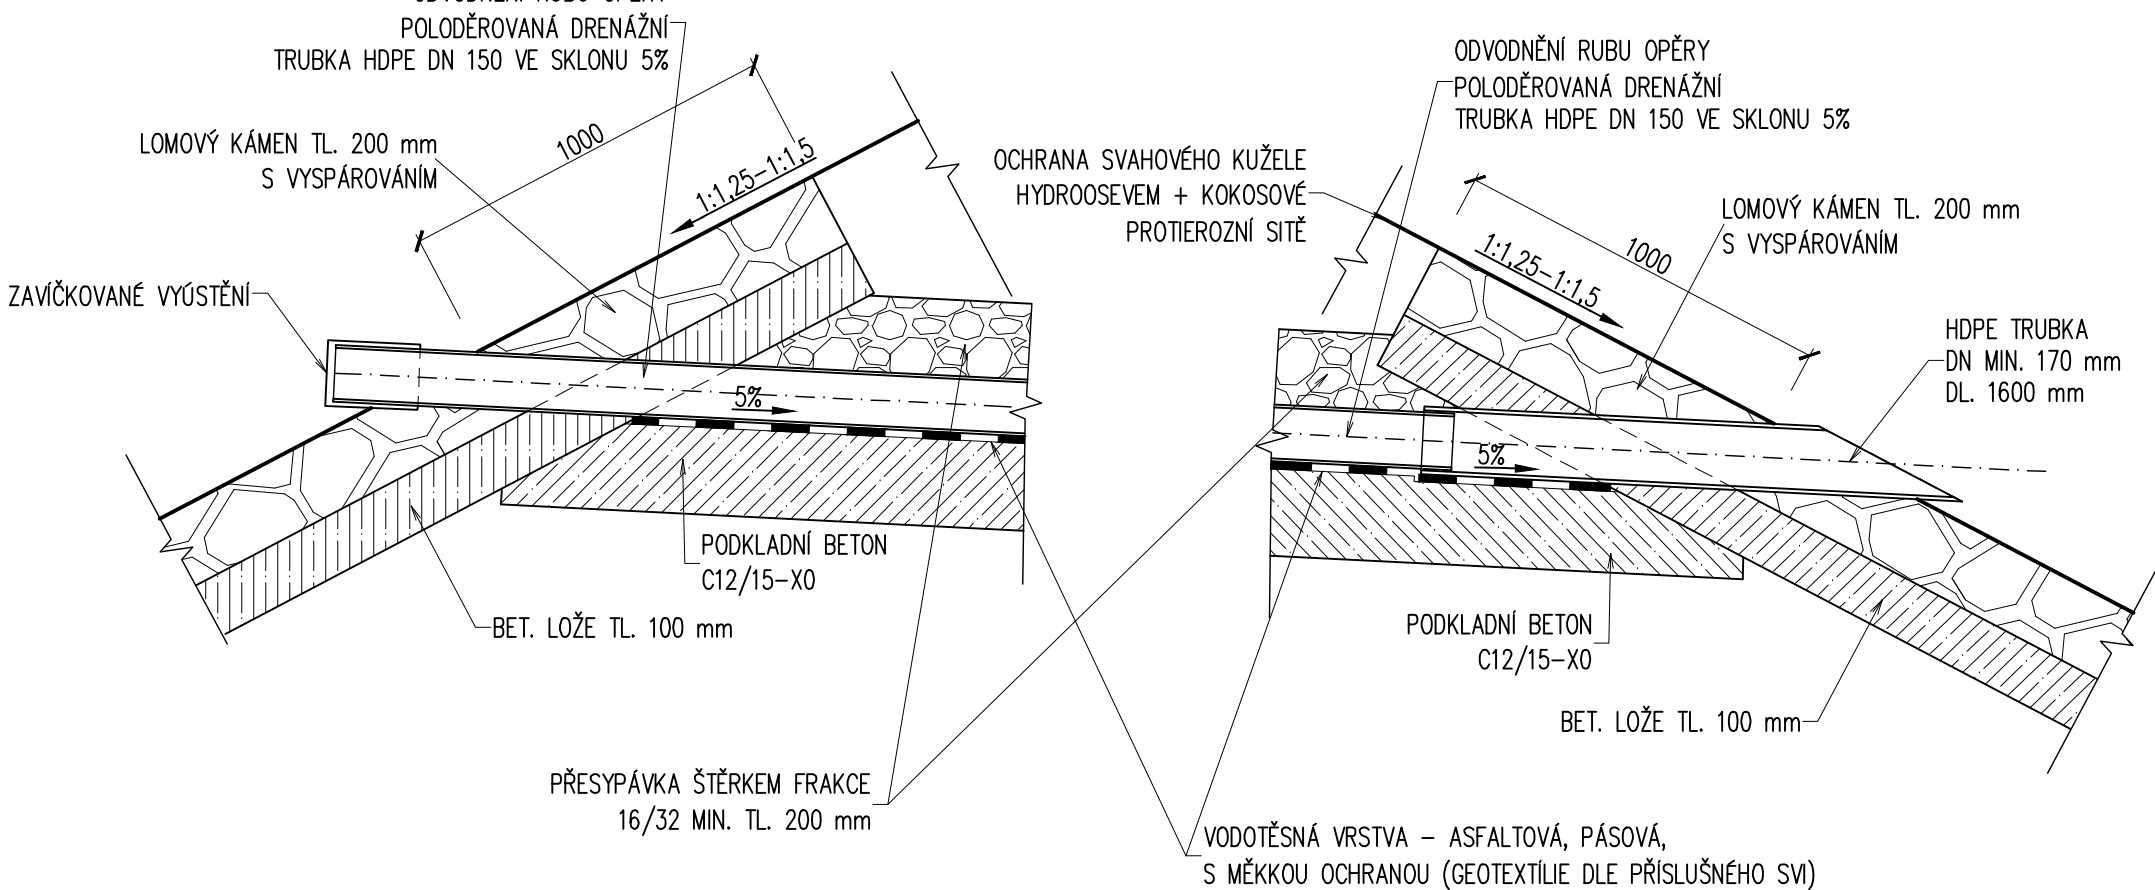 POLODĚROVANÁ DRENÁŽNÍ
TRUBKA HDPE DN 150 VE SKLONU 5%
1000
LOMOVÝ KÁMEN TL. 200 mm
S VYSPÁROVÁNÍM
1:1,25-1:1,5
ZAVÍČKOVANÉ VYÚSTĚNÍ
5%
PODKLADNÍ BETON
C12/15-X0
BET. LOŽE TL. 100 mm
PŘESYPÁVKA ŠTĚRKEM FRAKCE
16/32 MIN. TL. 200 mm
ODVODNĚNÍ RUBU OPĚRY
POLODĚROVANÁ DRENÁŽNÍ
TRUBKA HDPE DN 150 VE SKLONU 5%
OCHRANA SVAHOVÉHO KUŽELE
HYDROOSEVEM + KOKOSOVÉ
PROTIEROZNÍ SITĚ
LOMOVÝ KÁMEN TL. 200 mm
S VYSPÁROVÁNÍM
1:1,25-1:1,5
1000
HDPE TRUBKA
DN MIN. 170 mm
DL. 1600 mm
5%
PODKLADNÍ BETON
C12/15-X0
BET. LOŽE TL. 100 mm
VODOTĚSNÁ VRSTVA - ASFALTOVÁ, PÁSOVÁ,
S MĚKKOU OCHRANOU (GEOTEXTÍLIE DLE PŘÍSLUŠNÉHO SVI)